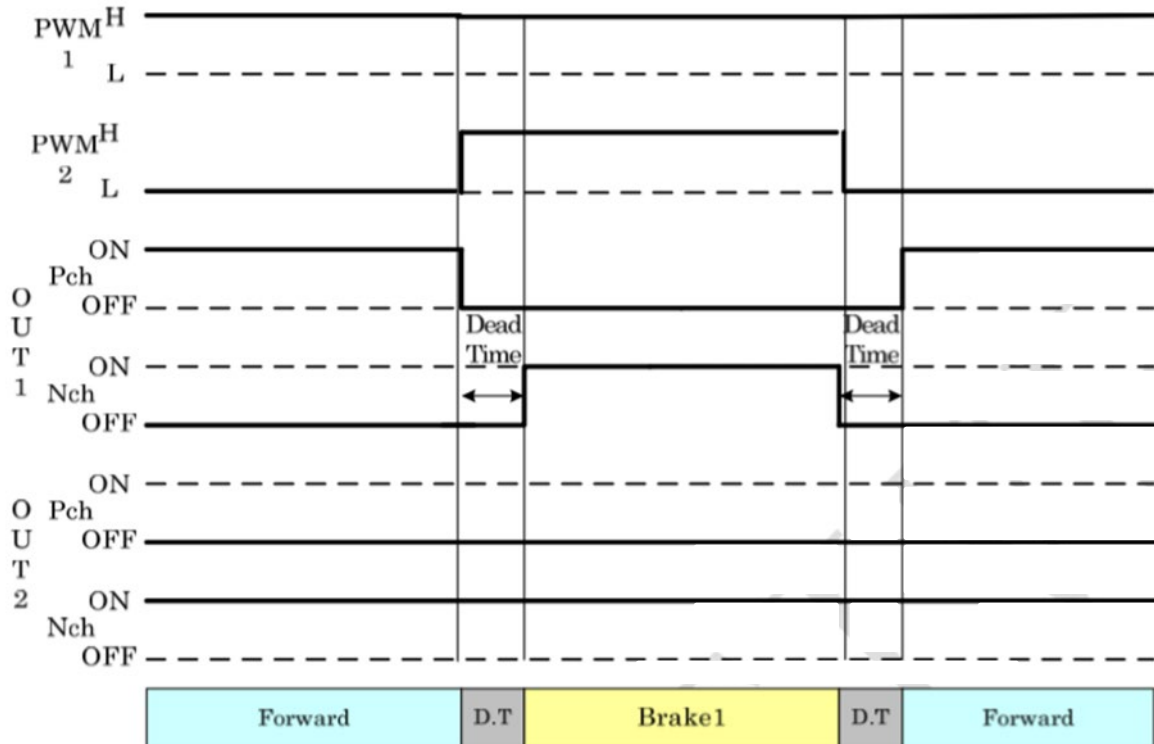 PWM H
1
L
PWM H
2
L
ON
Pch
OFF
O
U
T
1
Dead
Time
Dead
Time
ON
Nch
OFF
ON
Pch
OFF
O
U
T
2
ON
Nch
OFF
Forward
D.T
Brake1
D.T
Forward